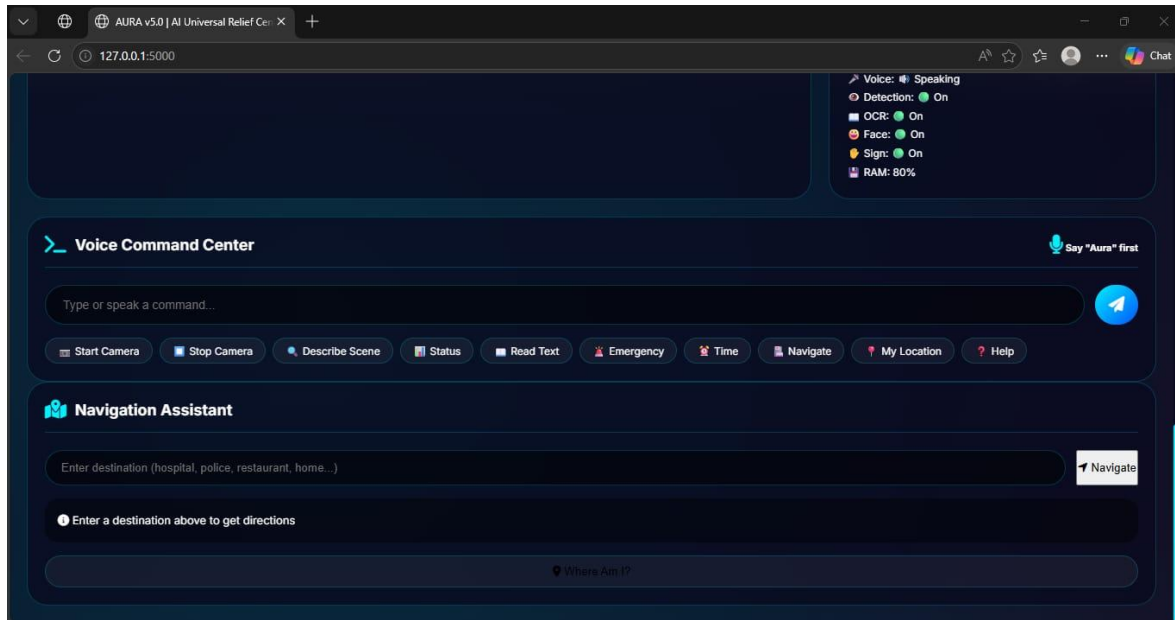 AURA v5.0 | AI Universal Relief Cen
127.0.0.1:5000
Chat
Voice: Speaking
Detection: On
OCR: On
Face: On
Sign: On
RAM: 80%
Voice Command Center
Say "Aura" first
Type or speak a command...
Start Camera
Stop Camera
Describe Scene
Status
Read Text
Emergency
Time
Navigate
My Location
Help
Navigation Assistant
Enter destination (hospital, police, restaurant, home...)
Navigate
Enter a destination above to get directions
Where Am I?